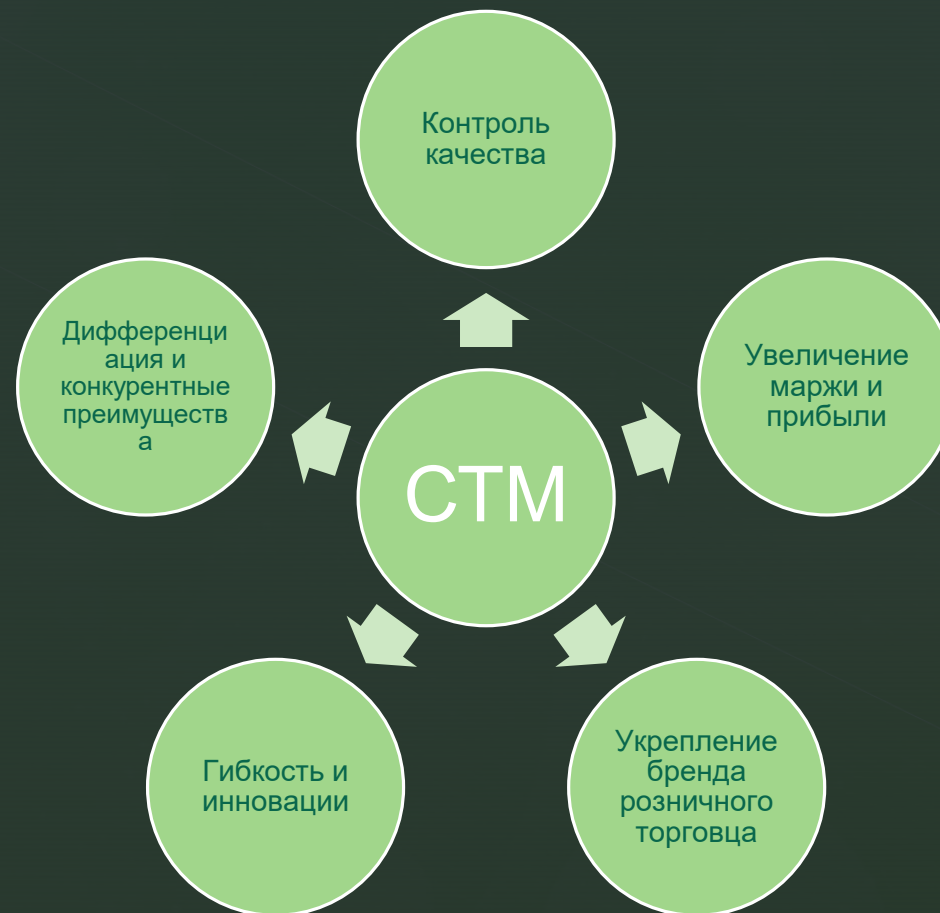 Контроль
качества
Дифференци
ация и
конкурентные
преимуществ
а
Увеличение
маржи и
прибыли
СТМ
Гибкость и
инновации
Укрепление
бренда
розничного
торговца